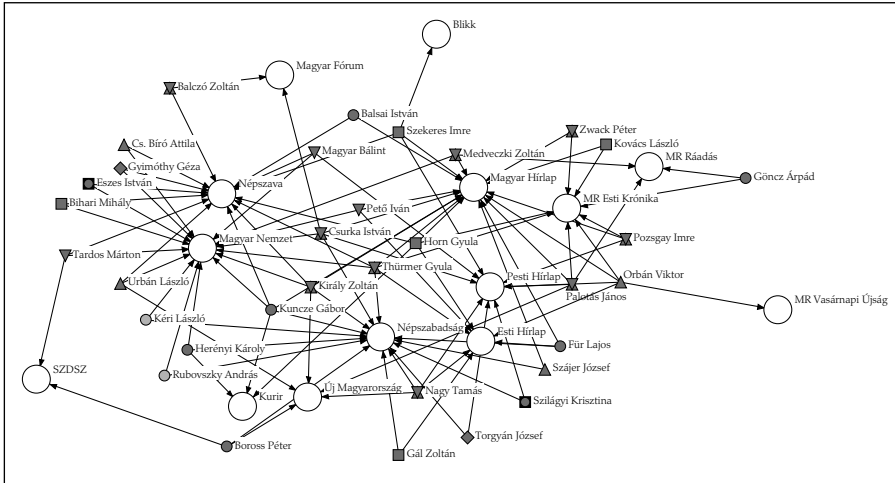 Blikk
Magyar Fórum
Balczó Zoltán
Balsai István
Szekeres Imre
Zwack Péter
Kovács László
Cs. Bíró Attila
Magyar Bálint
Medveczki Zoltán
MR Ráadás
Gyimóthy Géza
Göncz Árpád
Eszes István
Népszava
Magyar Hírlap
Bihari Mihály
MR Esti Krónika
Pető Iván
Csurka István
Magyar Nemzet
Horn Gyula
Pozsgay Imre
Tardos Márton
Thürmer Gyula
Pesti Hírlap
Orbán Viktor
Urbán László
Király Zoltán
Palotás János
MR Vasárnapi Újság
Kuncze Gábor
Kéri László
Népszabadság
Esti Hírlap
Für Lajos
Herényi Károly
Szájer József
SZDSZ
Rubovszky András
Kurir
Új Magyarország
Nagy Tamás
Szilágyi Krisztina
Torgyán József
Boross Péter
Gál Zoltán